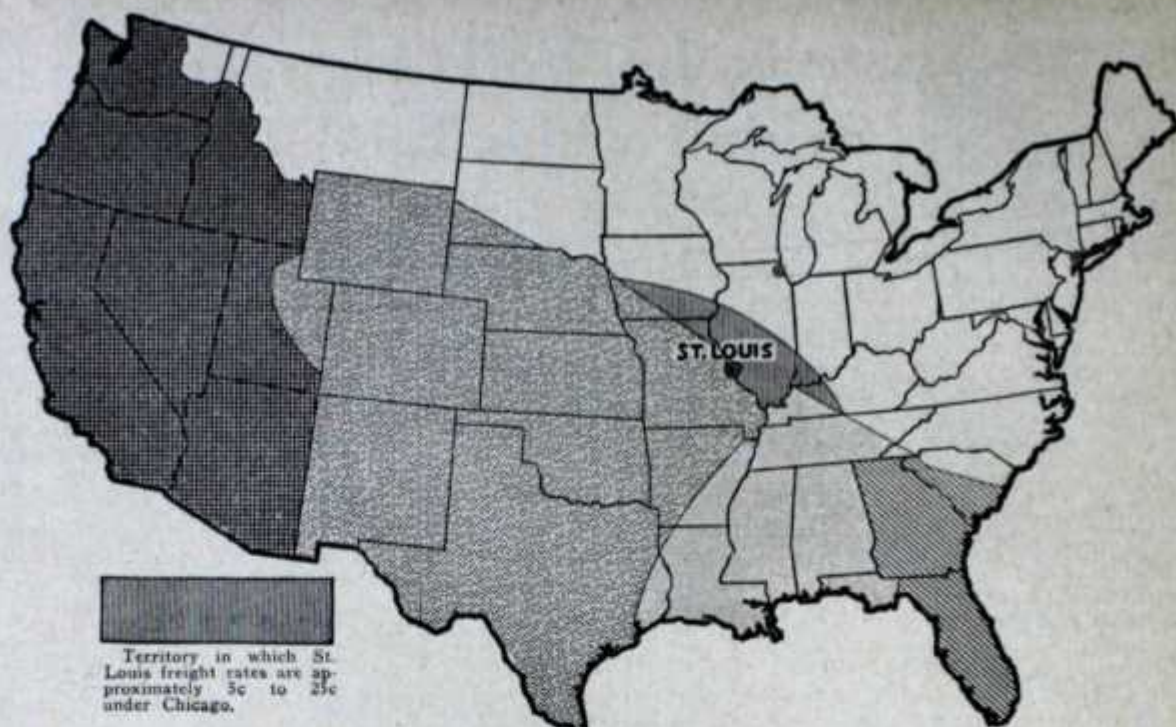 ST. LOUIS
Territory in which St.
Louis freight rates are ap-
proximately 5c to 25c
under Chicago.